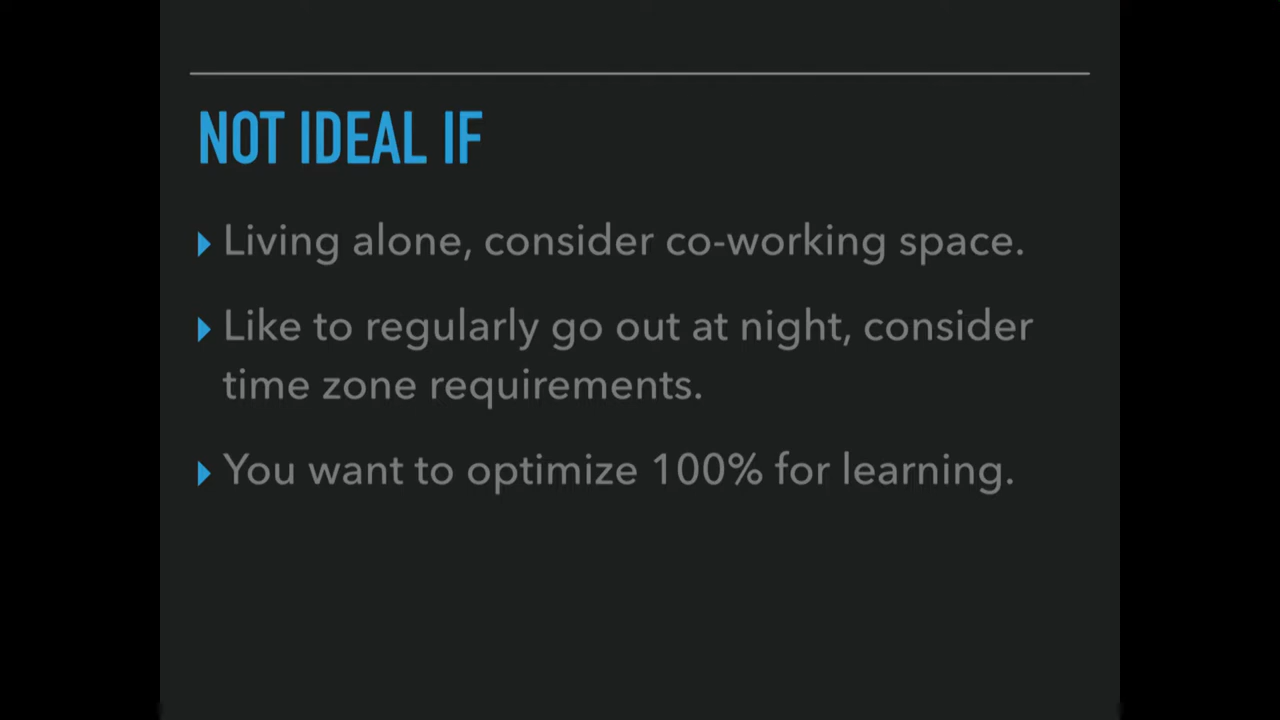 NOT IDEAL IF
Living alone, consider co-working space.
Like to regularly go out at night, consider
time zone requirements.
You want to optimize 100% for learning.